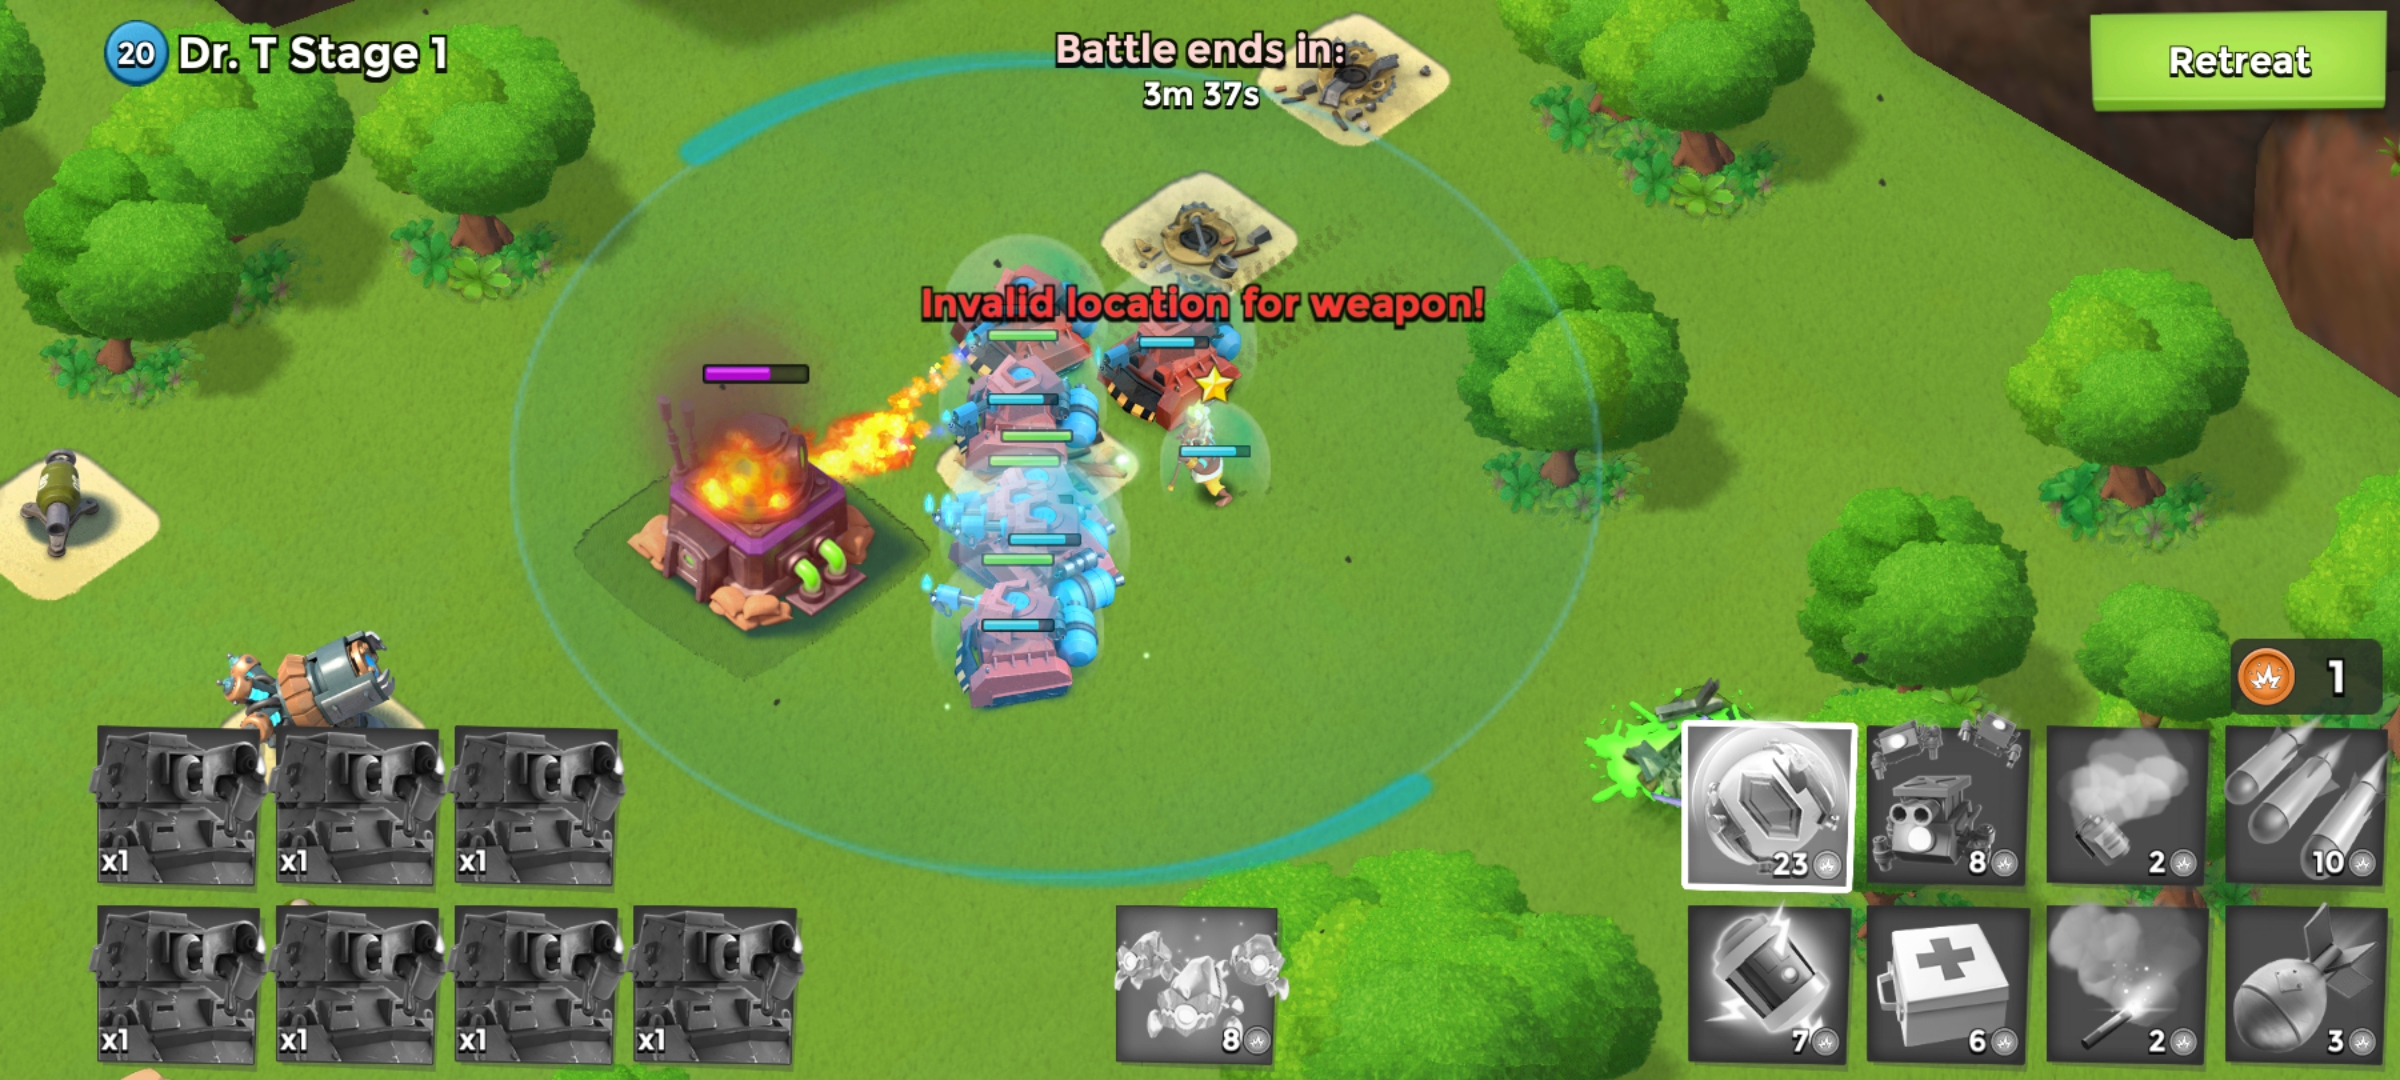 20 Dr. T Stage 1
Battle ends in:
3m 37s
Retreat
Invalid location for weapon!
1
x1 x1 x1
23 8 2 10
x1 x1 x1 x1
8
7 6 2 3